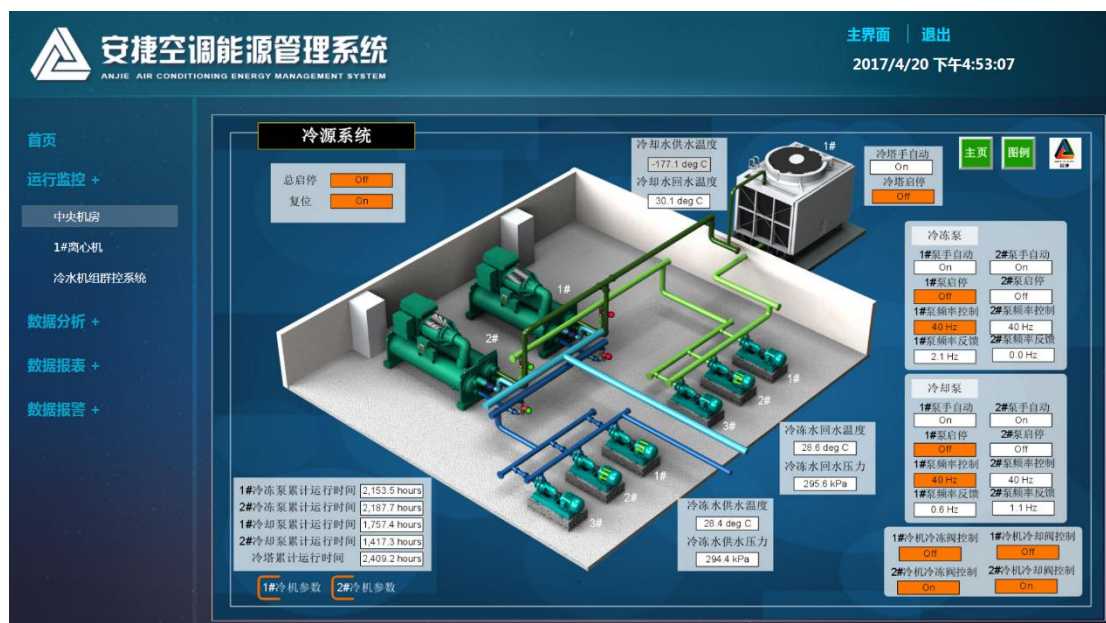 安捷空调能源管理系统
ANJIE AIR CONDITIONING ENERGY MANAGEMENT SYSTEM
主界面 | 退出
2017/4/20 下午4:53:07
首页
运行监控 +
中央机房
1#离心机
冷水机组群控系统
数据分析 +
数据报表 +
数据报警 +
冷源系统
总启停 Off
复位 On
冷却水供水温度
-177.1 deg C
冷却水回水温度
30.1 deg C
1#
冷塔手自动
On
冷塔启停
Off
主页
图例
冷冻泵
1#泵手自动 2#泵手自动
On On
1#泵启停 2#泵启停
Off Off
1#泵频率控制 2#泵频率控制
40 Hz 40 Hz
1#泵频率反馈 2#泵频率反馈
2.1 Hz 0.0 Hz
冷却泵
1#泵手自动 2#泵手自动
On On
1#泵启停 2#泵启停
Off Off
1#泵频率控制 2#泵频率控制
40 Hz 40 Hz
1#泵频率反馈 2#泵频率反馈
0.6 Hz 1.1 Hz
1#冷机冷冻阀控制 1#冷机冷却阀控制
Off Off
2#冷机冷冻阀控制 2#冷机冷却阀控制
On On
1#
2#
1#
2#
3#
1#
2#
3#
冷冻水回水温度
28.6 deg C
冷冻水回水压力
295.6 kPa
冷冻水供水温度
28.4 deg C
冷冻水供水压力
294.4 kPa
1#冷冻泵累计运行时间 2,153.5 hours
2#冷冻泵累计运行时间 2,187.7 hours
1#冷却泵累计运行时间 1,757.4 hours
2#冷却泵累计运行时间 1,417.3 hours
冷塔累计运行时间 2,409.2 hours
1#冷机参数 2#冷机参数